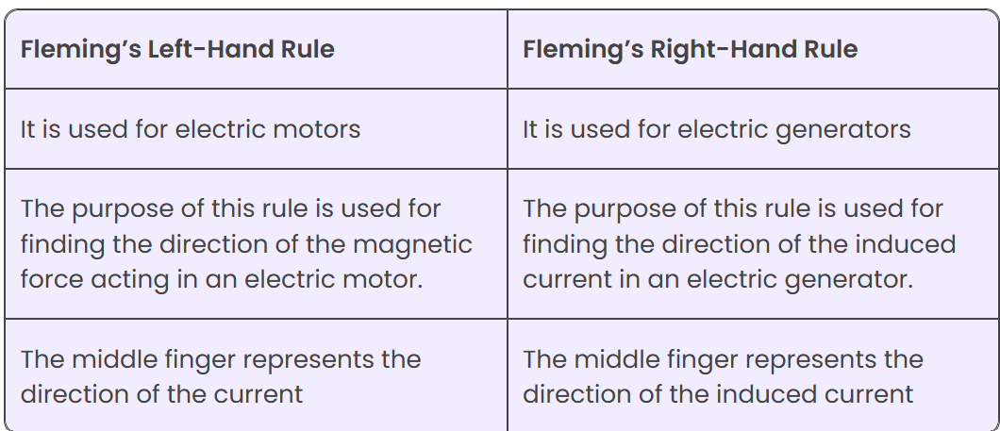 Fleming’s Left-Hand Rule
Fleming’s Right-Hand Rule
It is used for electric motors
It is used for electric generators
The purpose of this rule is used for
finding the direction of the magnetic
force acting in an electric motor.
The purpose of this rule is used for
finding the direction of the induced
current in an electric generator.
The middle finger represents the
direction of the current
The middle finger represents the
direction of the induced current